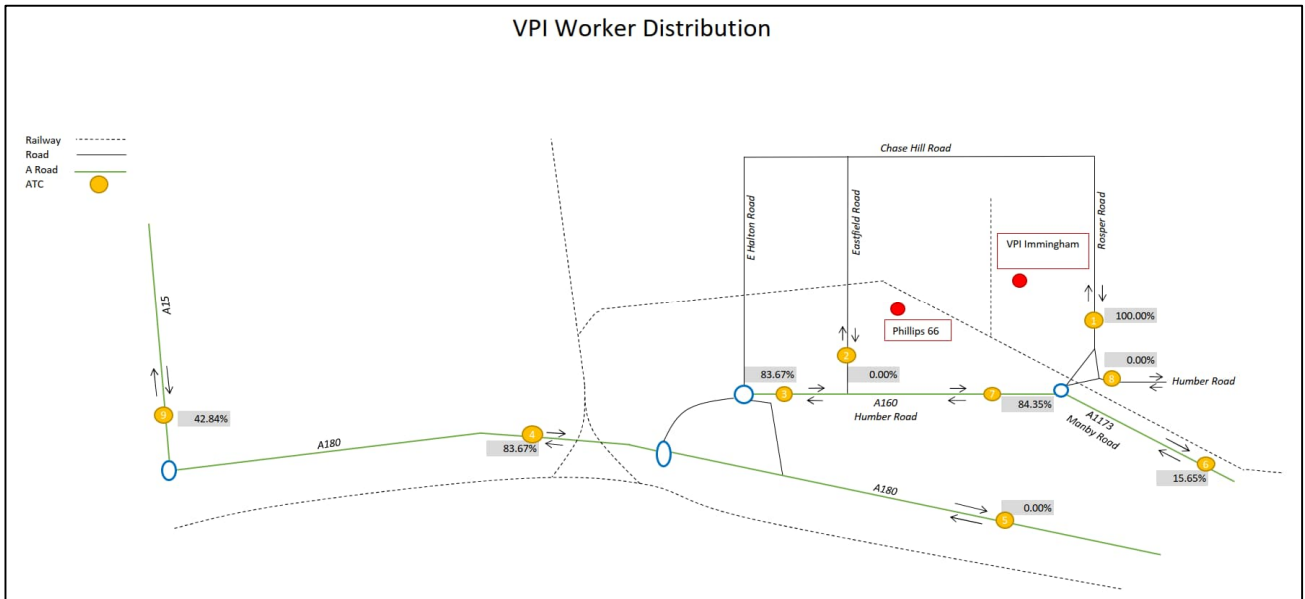 VPI Worker Distribution
Railway
Road
A Road
ATC
Chase Hill Road
E Halton Road
Eastfield Road
Rosper Road
VPI Immingham
A15
Phillips 66
1
100.00%
2
0.00%
0.00%
8
Humber Road
83.67%
3
A160
Humber Road
7
84.35%
A1173
Manby Road
9
42.84%
A180
4
83.67%
6
15.65%
A180
0.00%
5